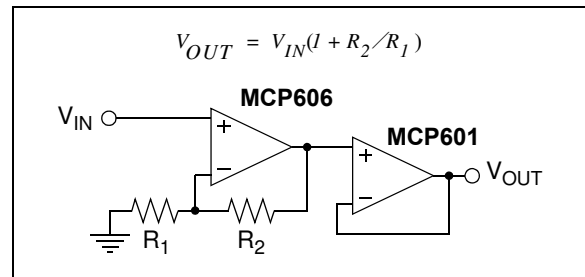 V_OUT = V_IN(1 + R_2/R_1)
MCP606
V_IN
+
–
MCP601
+
–
V_OUT
R_1
R_2